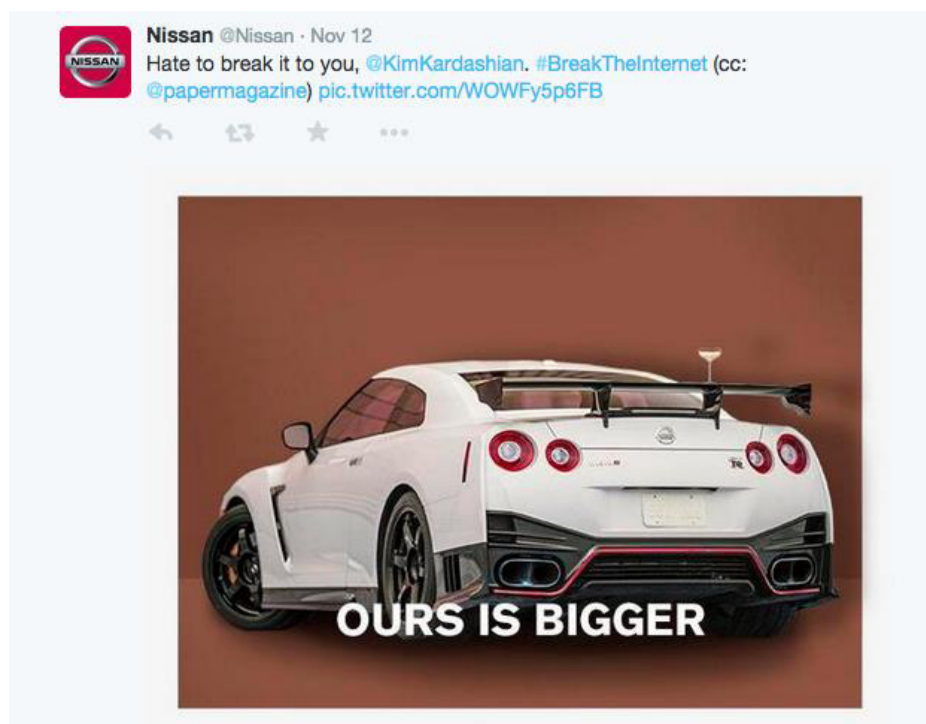 Nissan @Nissan · Nov 12
Hate to break it to you, @KimKardashian. #BreakTheInternet (cc:
@papermagazine) pic.twitter.com/WOWFy5p6FB
NISSAN
OURS IS BIGGER